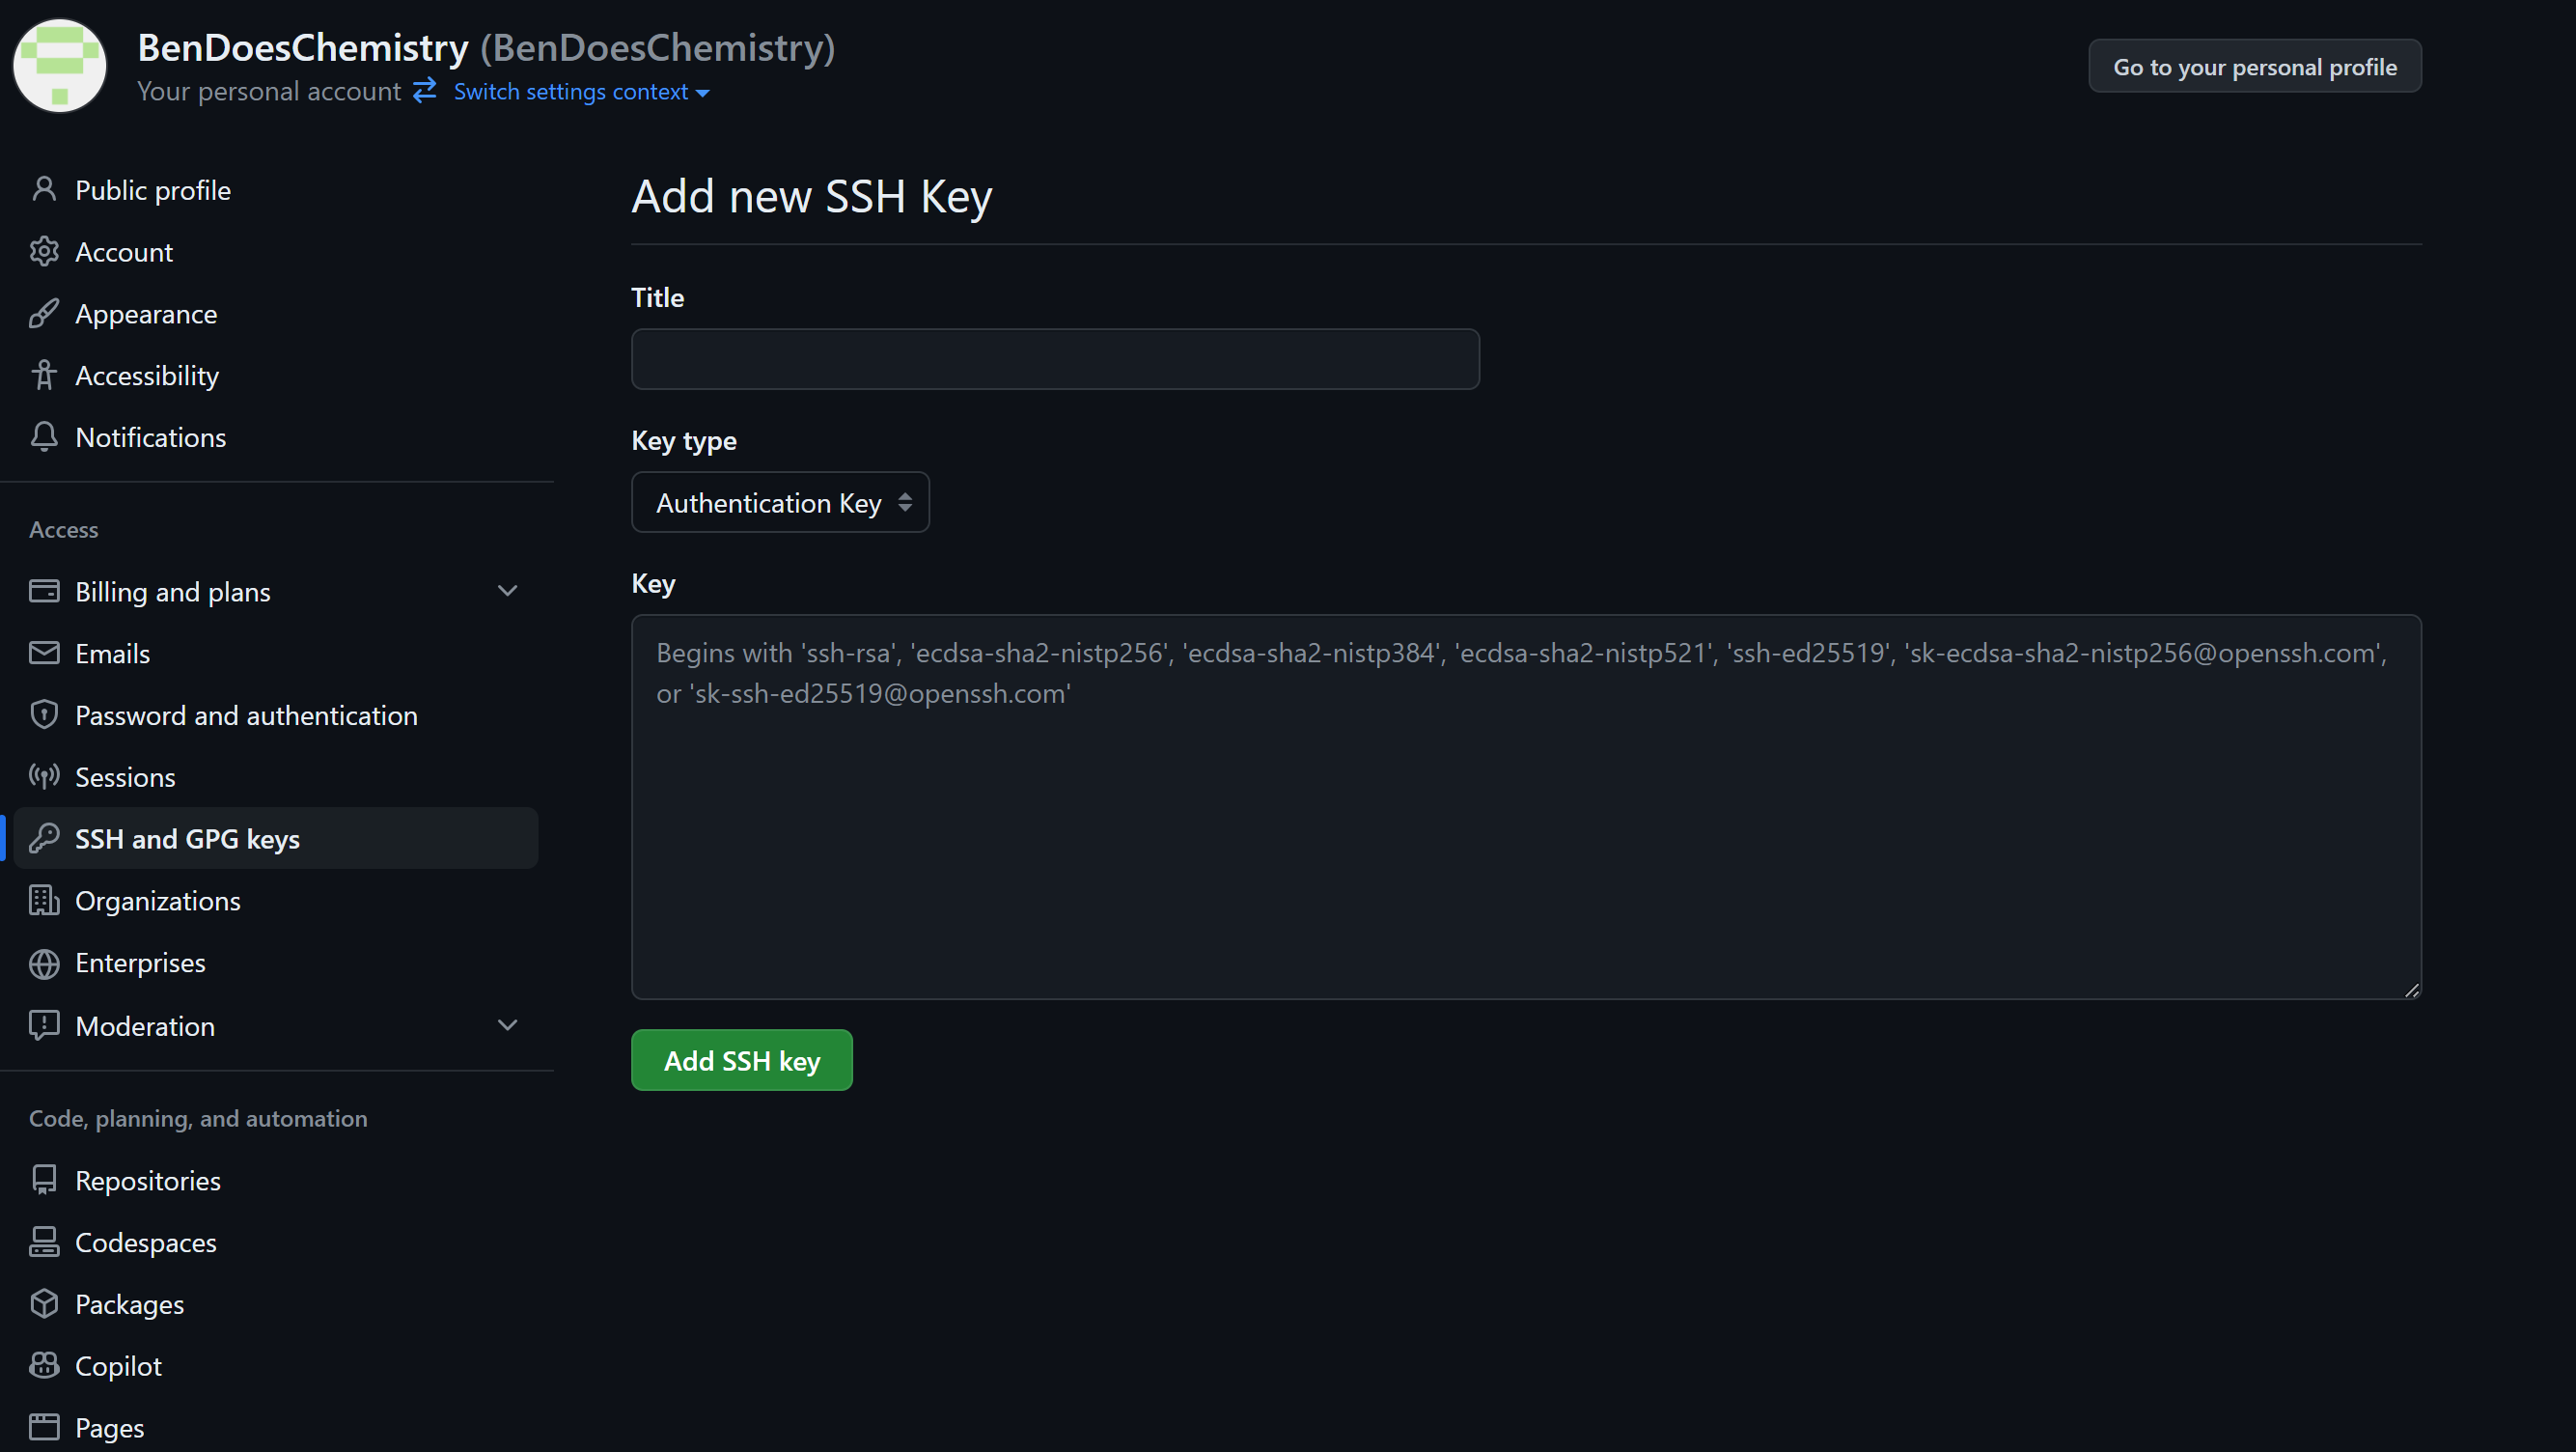 BenDoesChemistry (BenDoesChemistry)
Your personal account Switch settings context
Go to your personal profile
Public profile
Account
Appearance
Accessibility
Notifications
Access
Billing and plans
Emails
Password and authentication
Sessions
SSH and GPG keys
Organizations
Enterprises
Moderation
Code, planning, and automation
Repositories
Codespaces
Packages
Copilot
Pages
Add new SSH Key
Title
Key type
Authentication Key
Key
Begins with 'ssh-rsa', 'ecdsa-sha2-nistp256', 'ecdsa-sha2-nistp384', 'ecdsa-sha2-nistp521', 'ssh-ed25519', 'sk-ecdsa-sha2-nistp256@openssh.com',
or 'sk-ssh-ed25519@openssh.com'
Add SSH key